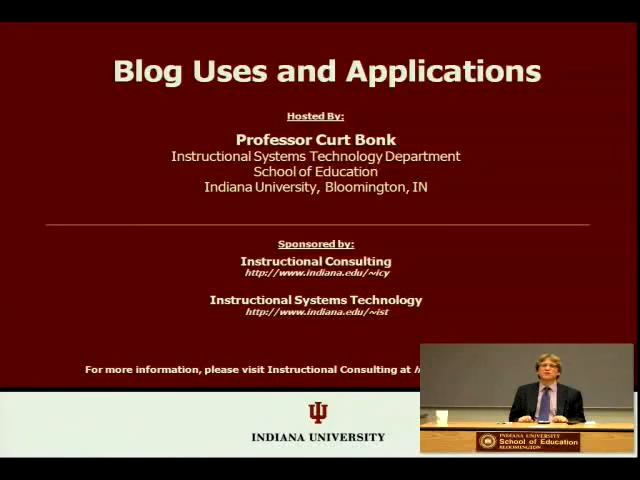 Blog Uses and Applications
Hosted By:
Professor Curt Bonk
Instructional Systems Technology Department
School of Education
Indiana University, Bloomington, IN
Sponsored by:
Instructional Consulting
http://www.indiana.edu/~icy
Instructional Systems Technology
http://www.indiana.edu/~ist
For more information, please visit Instructional Consulting at
INDIANA UNIVERSITY
INDIANA UNIVERSITY
School of Education
BLOOMINGTON